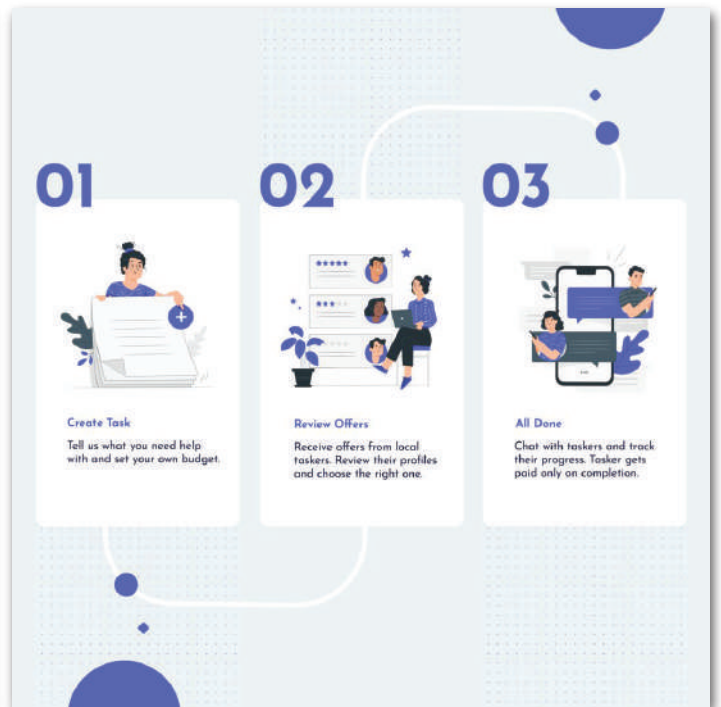 01
Create Task
Tell us what you need help
with and set your own budget.
02
Review Offers
Receive offers from local
taskers. Review their profiles
and choose the right one.
03
All Done
Chat with taskers and track
their progress. Tasker gets
paid only on completion.